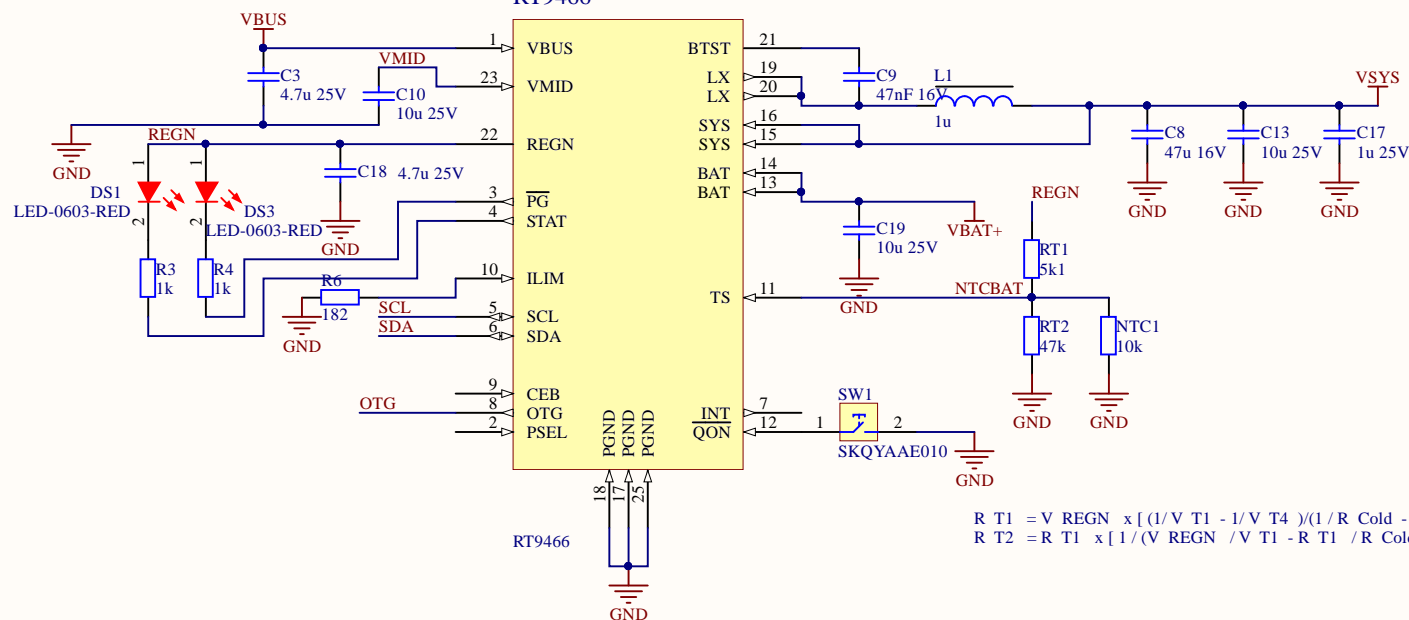 RT9466
VBUS
C3
4.7u 25V
VMID
C10
10u 25V
GND
REGN
C18 4.7u 25V
GND
1
DS1
LED-0603-RED
2
1
DS3
LED-0603-RED
2
R3
1k
R4
1k
R6
182
GND
SCL
SDA
OTG
1 VBUS
23 VMID
22 REGN
3 PG
4 STAT
10 ILIM
5 SCL
6 SDA
9 CEB
8 OTG
2 PSEL
BTST 21
LX 19
LX 20
SYS 16
SYS 15
BAT 14
BAT 13
TS 11
INT 7
QON 12
PGND 18
PGND 17
PGND 25
RT9466
GND
C9
47nF 16V
L1
1u
VSYS
C8
47u 16V
GND
C13
10u 25V
GND
C17
1u 25V
GND
C19
10u 25V
GND
VBAT+
REGN
RT1
5k1
NTCBAT
RT2
47k
GND
NTC1
10k
GND
SW1
1 2
SKQYAAE010
GND
R T1 = V REGN x [ (1/ V T1 - 1/ V T4 )/(1 / R Cold -
R T2 = R T1 x [ 1 / (V REGN / V T1 - R T1 / R Col